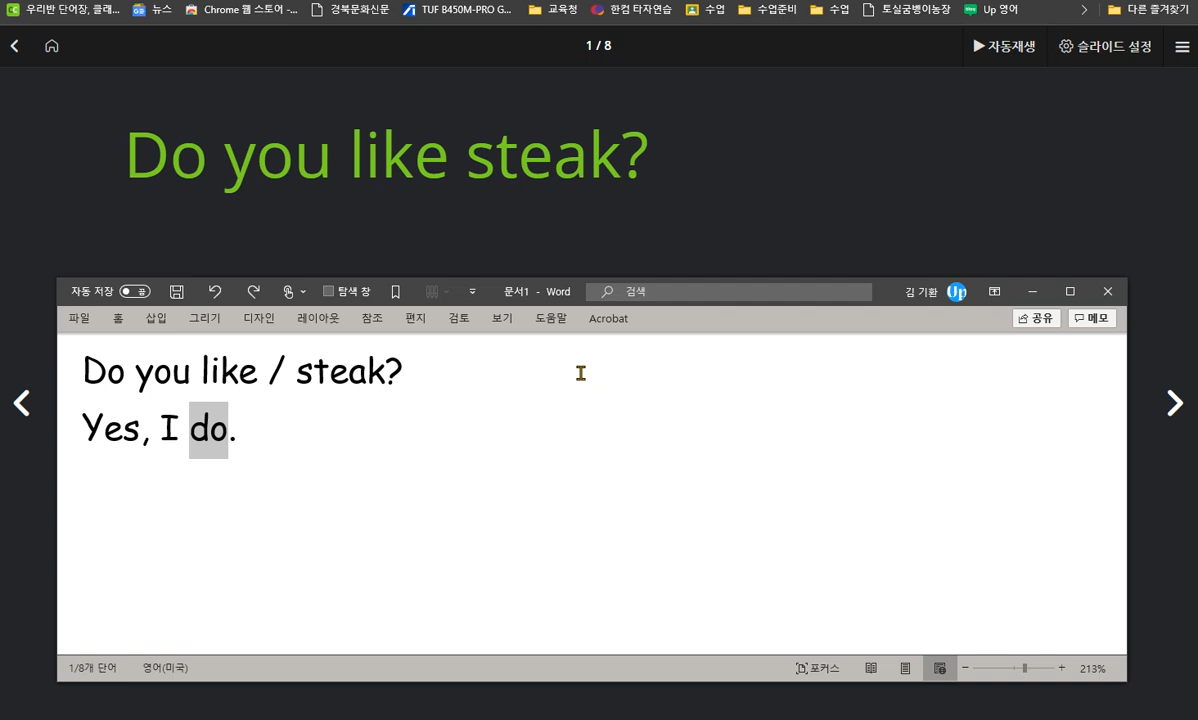 우리반 단어장, 클래... 뉴스 Chrome 웹 스토어 -... 경북문화신문 TUF B450M-PRO G... 교육청 한컴 타자연습 수업 수업준비 수업 토실굼벵이농장 Up 영어 다른 즐겨찾기
1 / 8 자동재생 슬라이드 설정
Do you like steak?
자동 저장 끔 탐색 창 문서1 - Word 검색 김 기환 Up
파일 홈 삽입 그리기 디자인 레이아웃 참조 편지 검토 보기 도움말 Acrobat 공유 메모
Do you like / steak?
Yes, I do.
1/8개 단어 영어(미국) 포커스 213%